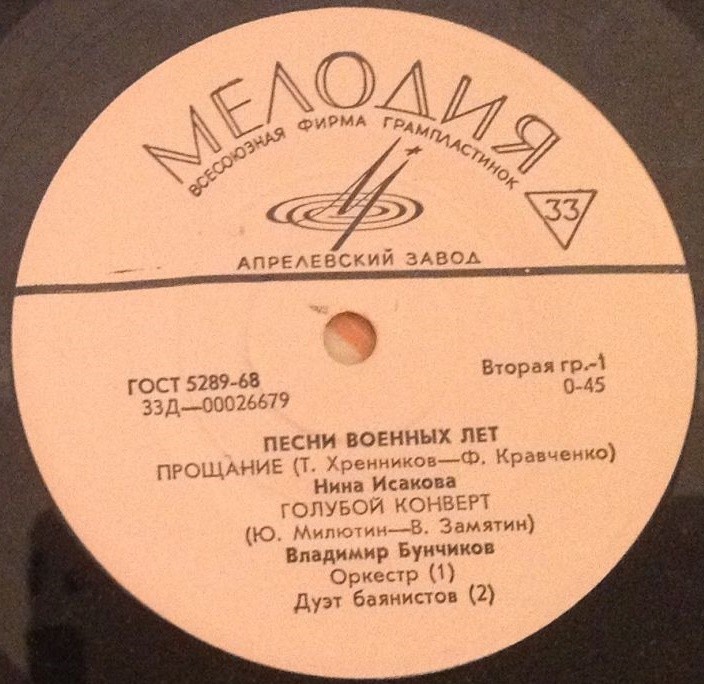 МЕЛОДИЯ
ВСЕСОЮЗНАЯ ФИРМА ГРАМПЛАСТИНОК
33
АПРЕЛЕВСКИЙ ЗАВОД
ГОСТ 5289-68
33Д—00026679
Вторая гр.-1
0-45
ПЕСНИ ВОЕННЫХ ЛЕТ
ПРОЩАНИЕ (Т. Хренников—Ф. Кравченко)
Нина Исакова
ГОЛУБОЙ КОНВЕРТ
(Ю. Милютин—В. Замятин)
Владимир Бунчиков
Оркестр (1)
Дуэт баянистов (2)